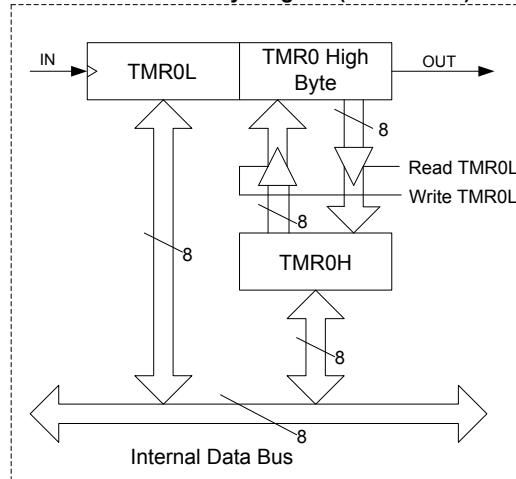 IN
TMR0L
TMR0 High
Byte
OUT
8
Read TMR0L
Write TMR0L
8
8
TMR0H
8
8
Internal Data Bus